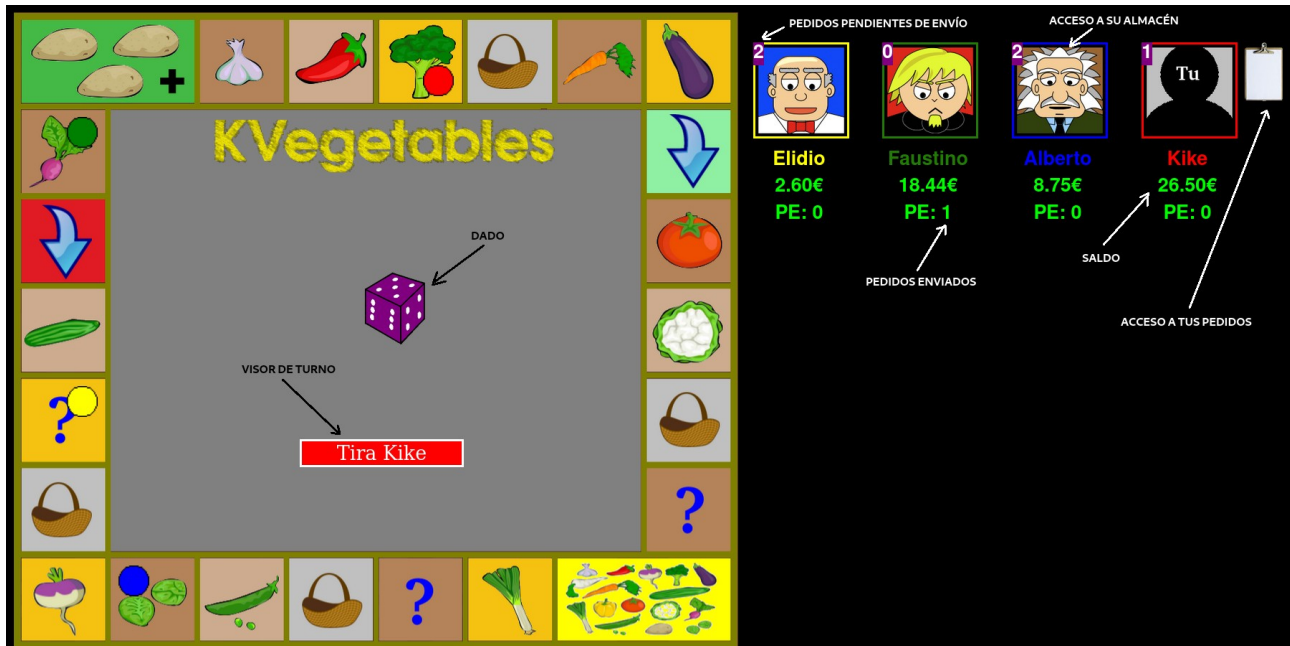 PEDIDOS PENDIENTES DE ENVÍO
ACCESO A SU ALMACÉN
2
0
2
1
Tu
KVegetables
Elidio
Faustino
Alberto
Kike
2.60€
18.44€
8.75€
26.50€
PE: 0
PE: 1
PE: 0
PE: 0
DADO
SALDO
PEDIDOS ENVIADOS
ACCESO A TUS PEDIDOS
VISOR DE TURNO
Tira Kike
?
?
?
+